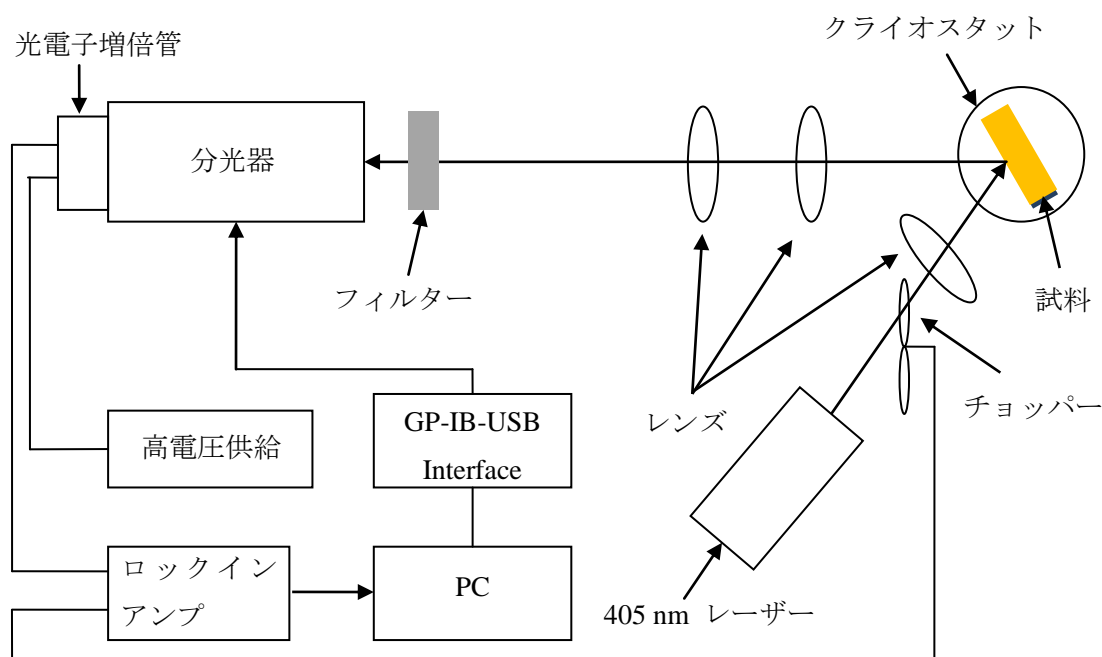 クライオスタット
光電子増倍管
分光器
フィルター
試料
レンズ
チョッパー
GP-IB-USB
Interface
高電圧供給
ロックイン
アンプ
PC
405 nm レーザー